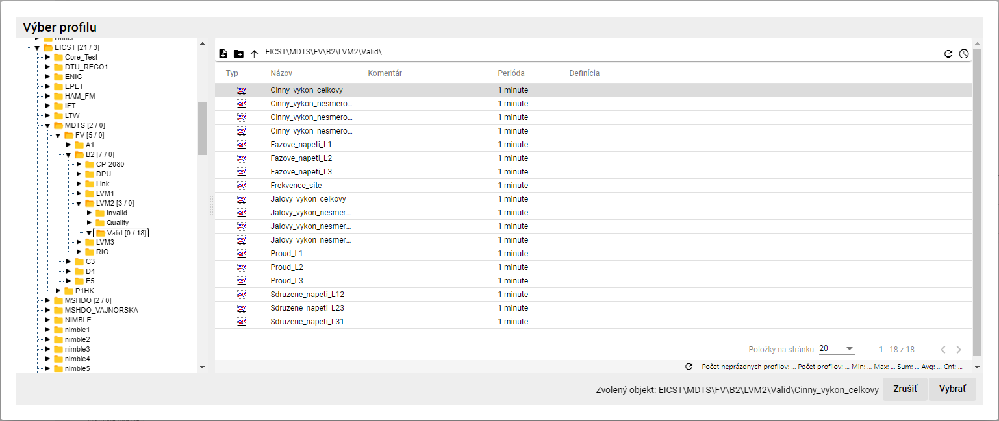 Výber profilu
EICST [21 / 3]
Core_Test
DTU_RECO1
ENIC
EPET
HAM_FM
IFT
LTW
MDTS [2 / 0]
FV [5 / 0]
A1
B2 [7 / 0]
CP-2080
DPU
Link
LVM1
LVM2 [3 / 0]
Invalid
Quality
Valid [0 / 18]
LVM3
RIO
C3
D4
E5
P1HK
MSHDO [2 / 0]
MSHDO_VAJNORSKA
NIMBLE
nimble1
nimble2
nimble3
nimble4
nimble5
EICST\MDTS\FV\B2\LVM2\Valid\
Typ Názov Komentár Perióda Definícia
Cinny_vykon_celkovy 1 minute
Cinny_vykon_nesmero... 1 minute
Cinny_vykon_nesmero... 1 minute
Cinny_vykon_nesmero... 1 minute
Fazove_napeti_L1 1 minute
Fazove_napeti_L2 1 minute
Fazove_napeti_L3 1 minute
Frekvence_site 1 minute
Jalovy_vykon_celkovy 1 minute
Jalovy_vykon_nesmer... 1 minute
Jalovy_vykon_nesmer... 1 minute
Jalovy_vykon_nesmer... 1 minute
Proud_L1 1 minute
Proud_L2 1 minute
Proud_L3 1 minute
Sdruzene_napeti_L12 1 minute
Sdruzene_napeti_L23 1 minute
Sdruzene_napeti_L31 1 minute
Položky na stránku 20 1 - 18 z 18
Počet neprázdnych profilov: ... Počet profilov: ... Min: ... Max: ... Sum: ... Avg: ... Cnt: ...
Zvolený objekt: EICST\MDTS\FV\B2\LVM2\Valid\Cinny_vykon_celkovy Zrušiť Vybrať